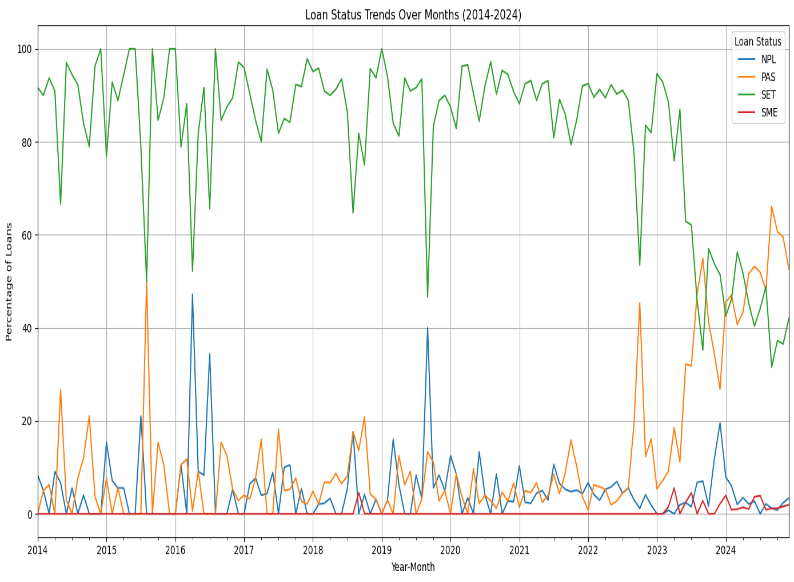 Loan Status Trends Over Months (2014-2024)
Loan Status
NPL
PAS
SET
SME
100
80
60
40
20
0
Percentage of Loans
2014 2015 2016 2017 2018 2019 2020 2021 2022 2023 2024
Year-Month